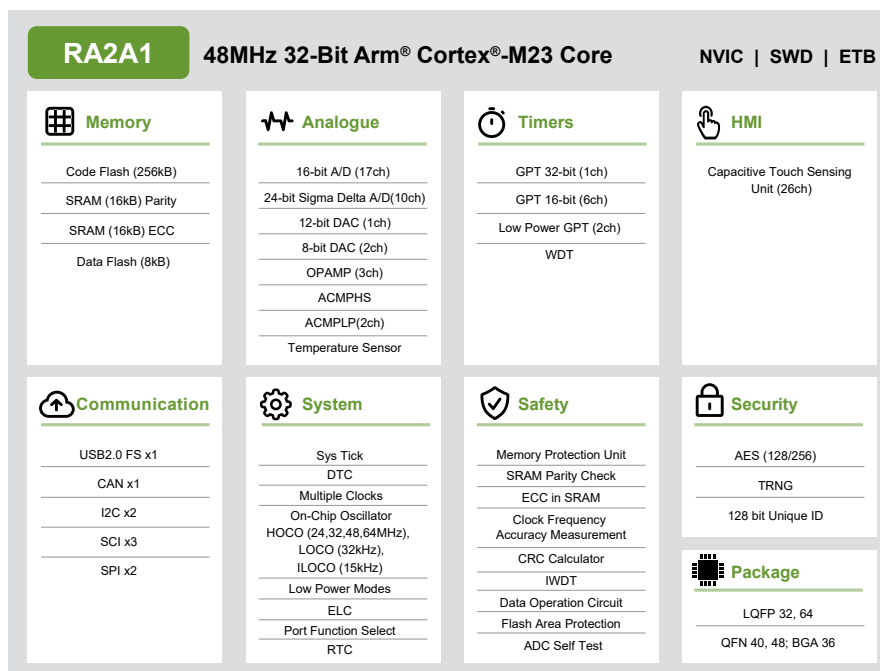 RA2A1
48MHz 32-Bit Arm® Cortex®-M23 Core
NVIC | SWD | ETB
Memory
Code Flash (256kB)
SRAM (16kB) Parity
SRAM (16kB) ECC
Data Flash (8kB)
Analogue
16-bit A/D (17ch)
24-bit Sigma Delta A/D(10ch)
12-bit DAC (1ch)
8-bit DAC (2ch)
OPAMP (3ch)
ACMPHS
ACMPLP(2ch)
Temperature Sensor
Timers
GPT 32-bit (1ch)
GPT 16-bit (6ch)
Low Power GPT (2ch)
WDT
HMI
Capacitive Touch Sensing
Unit (26ch)
Communication
USB2.0 FS x1
CAN x1
I2C x2
SCI x3
SPI x2
System
Sys Tick
DTC
Multiple Clocks
On-Chip Oscillator
HOCO (24,32,48,64MHz),
LOCO (32kHz),
ILOCO (15kHz)
Low Power Modes
ELC
Port Function Select
RTC
Safety
Memory Protection Unit
SRAM Parity Check
ECC in SRAM
Clock Frequency
Accuracy Measurement
CRC Calculator
IWDT
Data Operation Circuit
Flash Area Protection
ADC Self Test
Security
AES (128/256)
TRNG
128 bit Unique ID
Package
LQFP 32, 64
QFN 40, 48; BGA 36